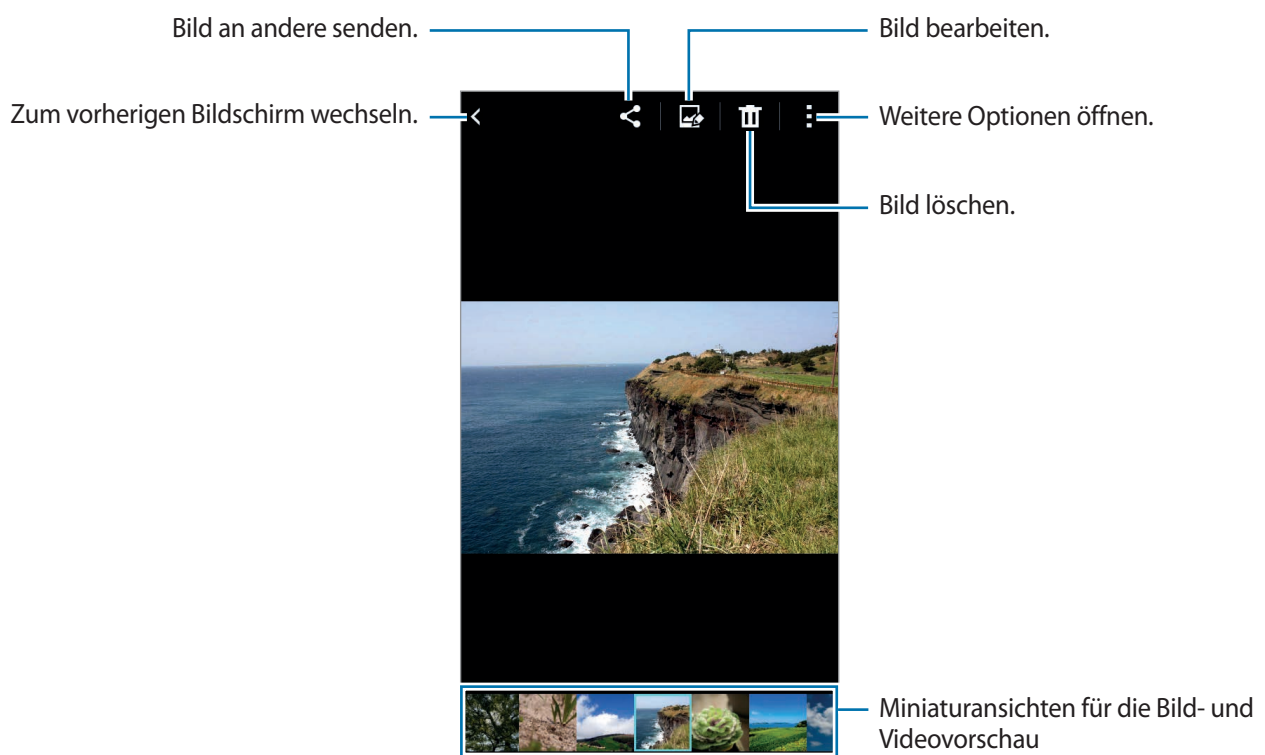 Bild an andere senden.
Bild bearbeiten.
Zum vorherigen Bildschirm wechseln.
Weitere Optionen öffnen.
Bild löschen.
Miniaturansichten für die Bild- und
Videovorschau